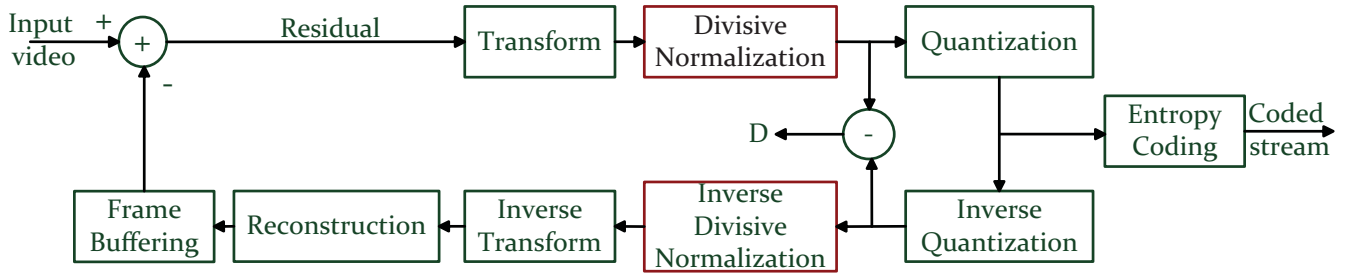 Input
video
+
+
-
Residual
Transform
Divisive
Normalization
Quantization
D
-
Entropy
Coding
Coded
stream
Frame
Buffering
Reconstruction
Inverse
Transform
Inverse
Divisive
Normalization
Inverse
Quantization